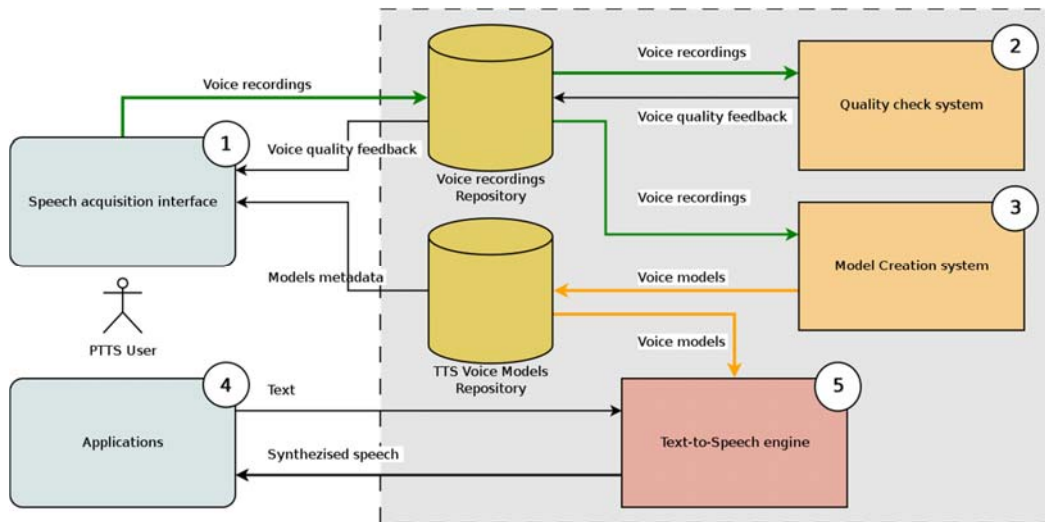 2
Voice recordings
Quality check system
Voice recordings
1
Voice quality feedback
Voice quality feedback
Speech acquisition interface
Voice recordings
Repository
Voice recordings
3
Models metadata
Voice models
Model Creation system
PTTS User
Voice models
TTS Voice Models
Repository
4
Text
5
Applications
Text-to-Speech engine
Synthezised speech